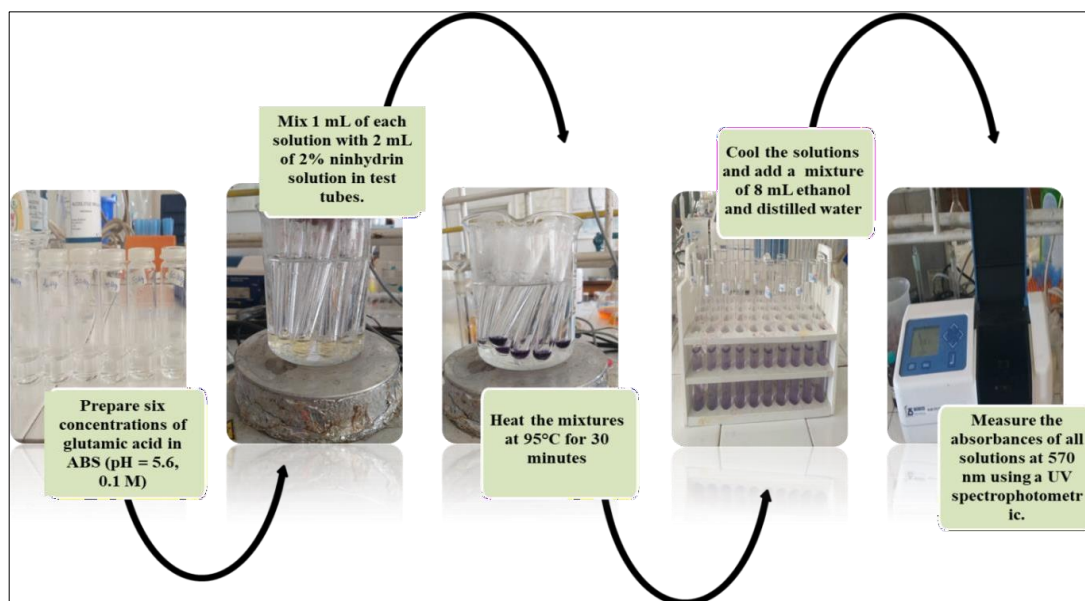 Prepare six
concentrations of
glutamic acid in
ABS (pH = 5.6,
0.1 M)
Mix 1 mL of each
solution with 2 mL
of 2% ninhydrin
solution in test
tubes.
Heat the mixtures
at 95°C for 30
minutes
Cool the solutions
and add a mixture
of 8 mL ethanol
and distilled water
Measure the
absorbances of all
solutions at 570
nm using a UV
spectrophotometr
ic.